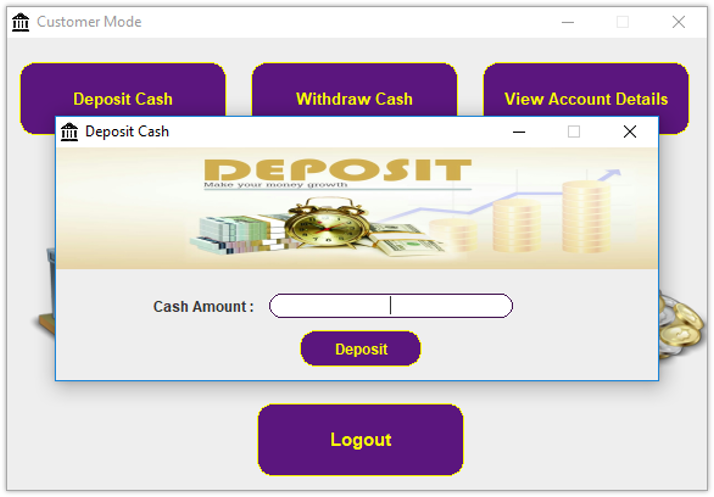 Customer Mode
Deposit Cash
Withdraw Cash
View Account Details
Deposit Cash
DEPOSIT
Make your money growth
Cash Amount :
Deposit
Logout